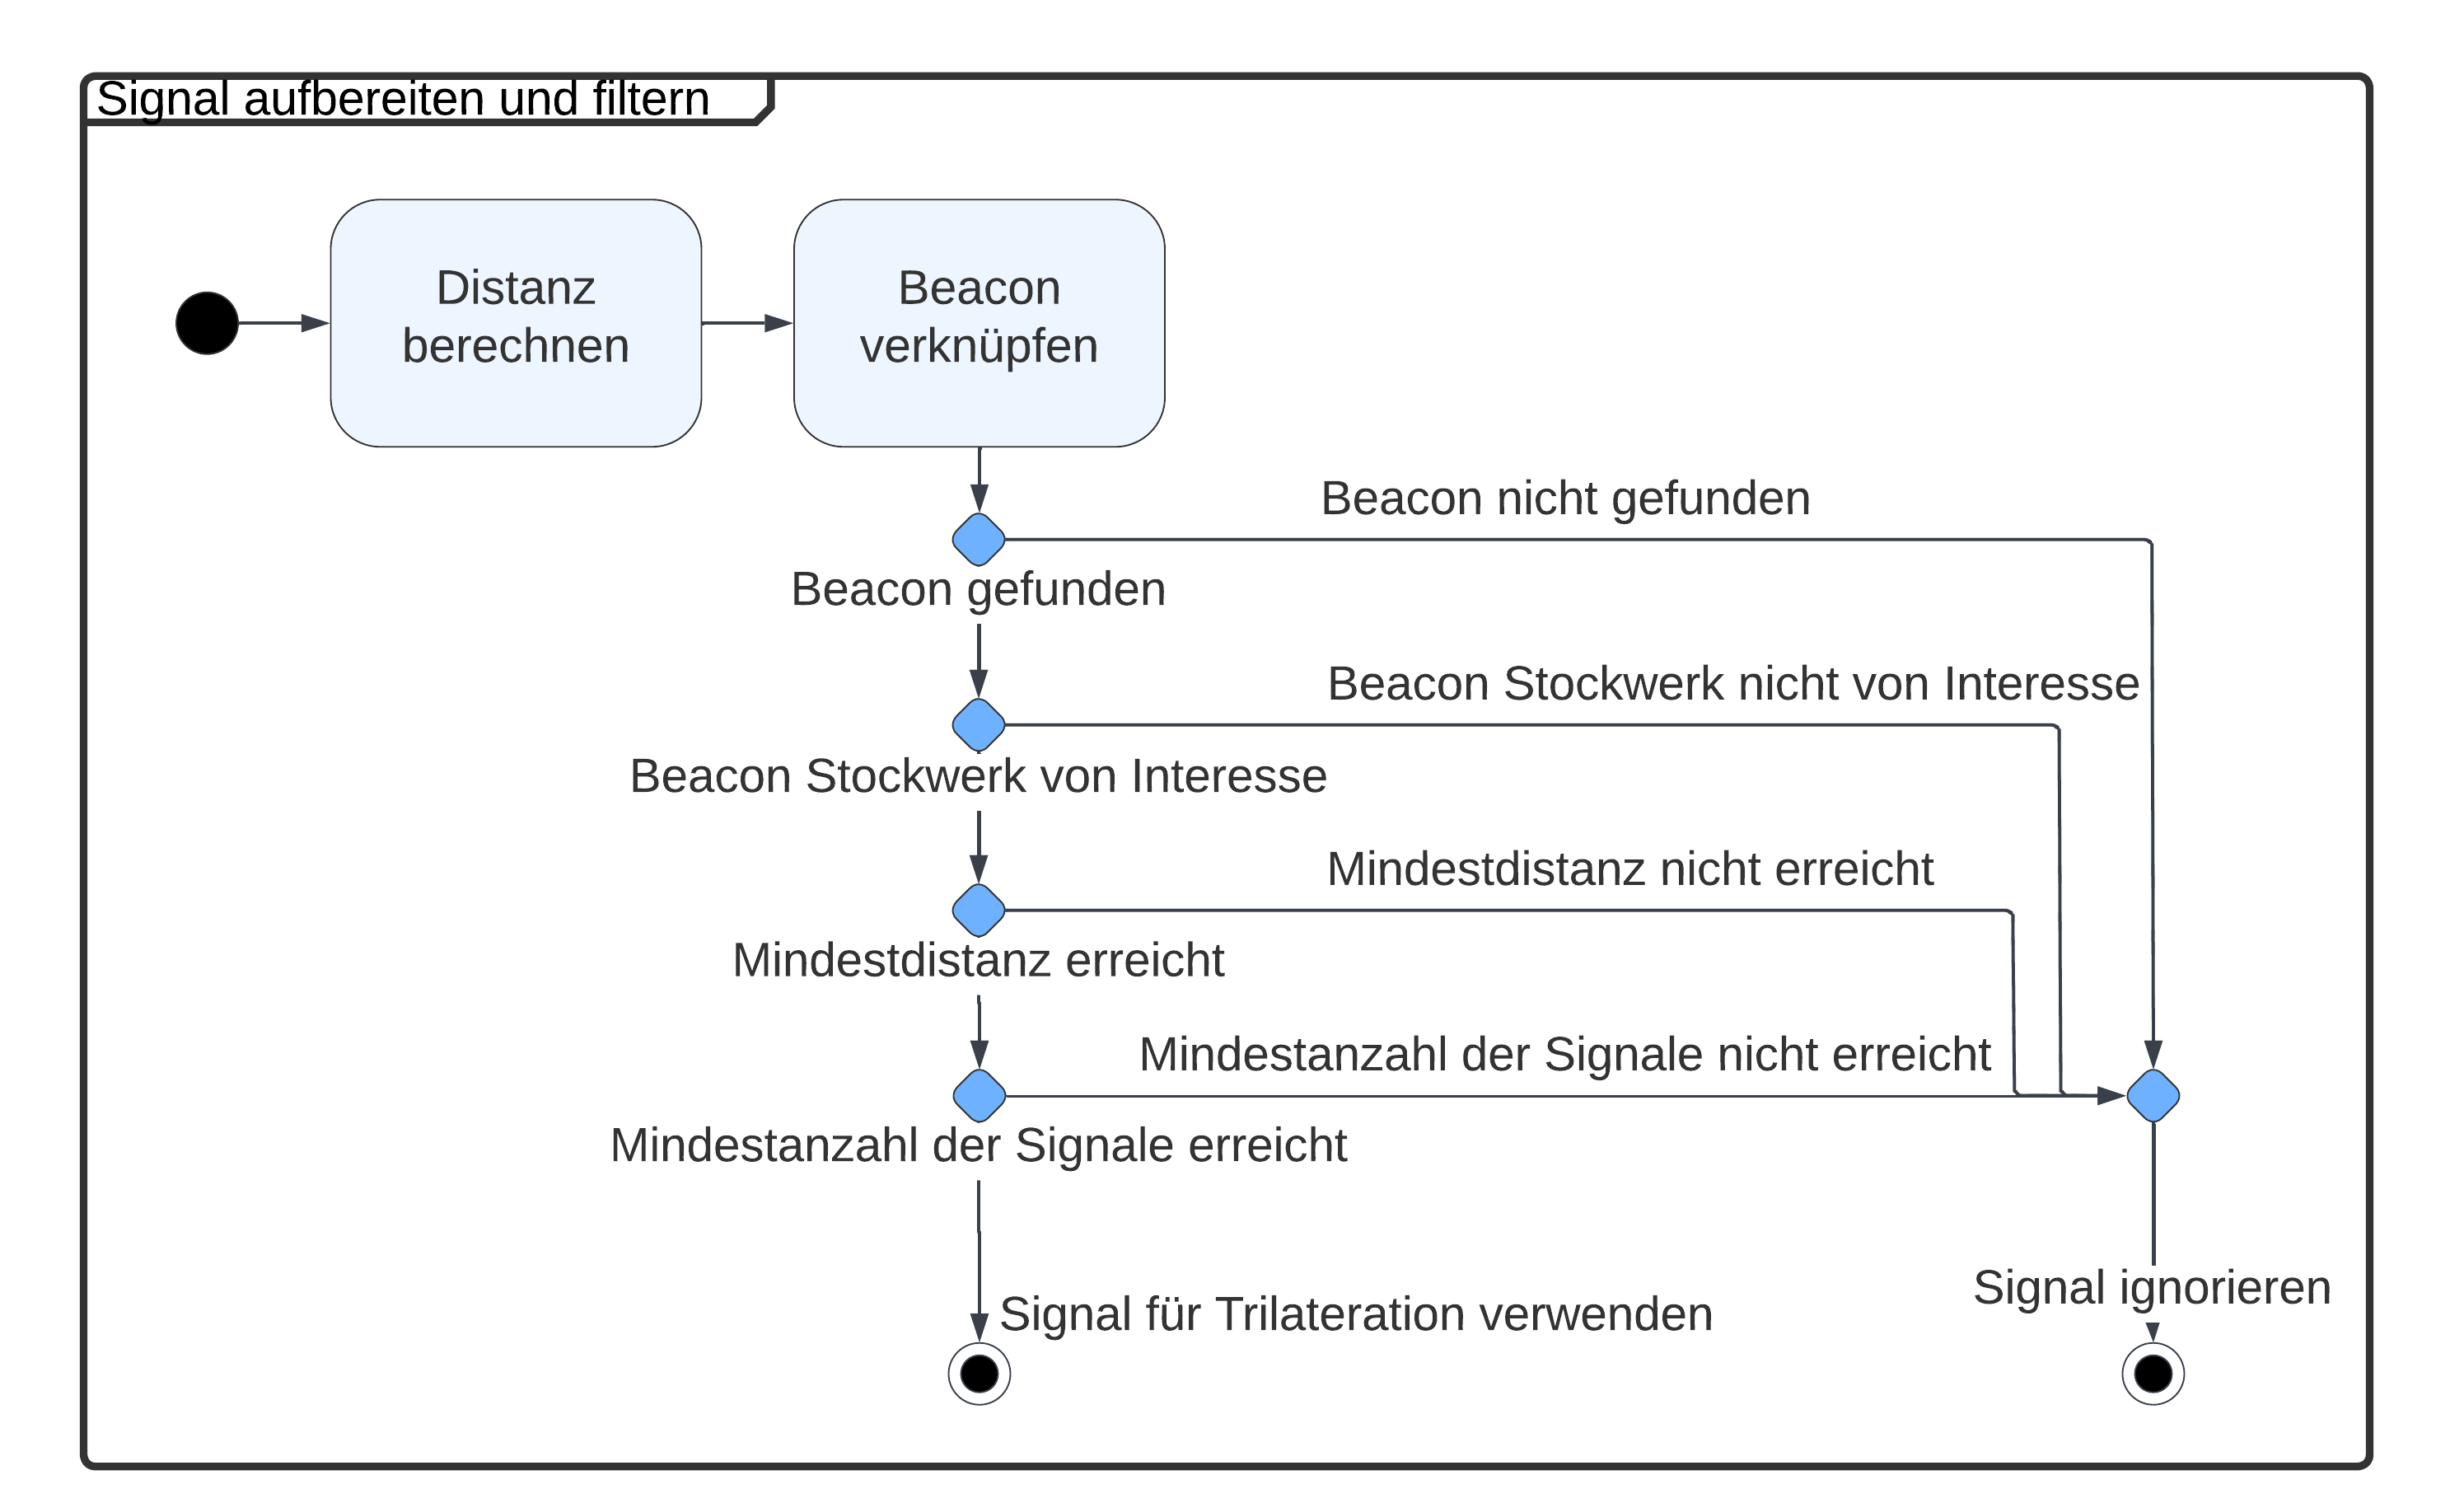 Signal aufbereiten und filtern
Distanz
berechnen
Beacon
verknüpfen
Beacon nicht gefunden
Beacon gefunden
Beacon Stockwerk nicht von Interesse
Beacon Stockwerk von Interesse
Mindestdistanz nicht erreicht
Mindestdistanz erreicht
Mindestanzahl der Signale nicht erreicht
Mindestanzahl der Signale erreicht
Signal ignorieren
Signal für Trilateration verwenden